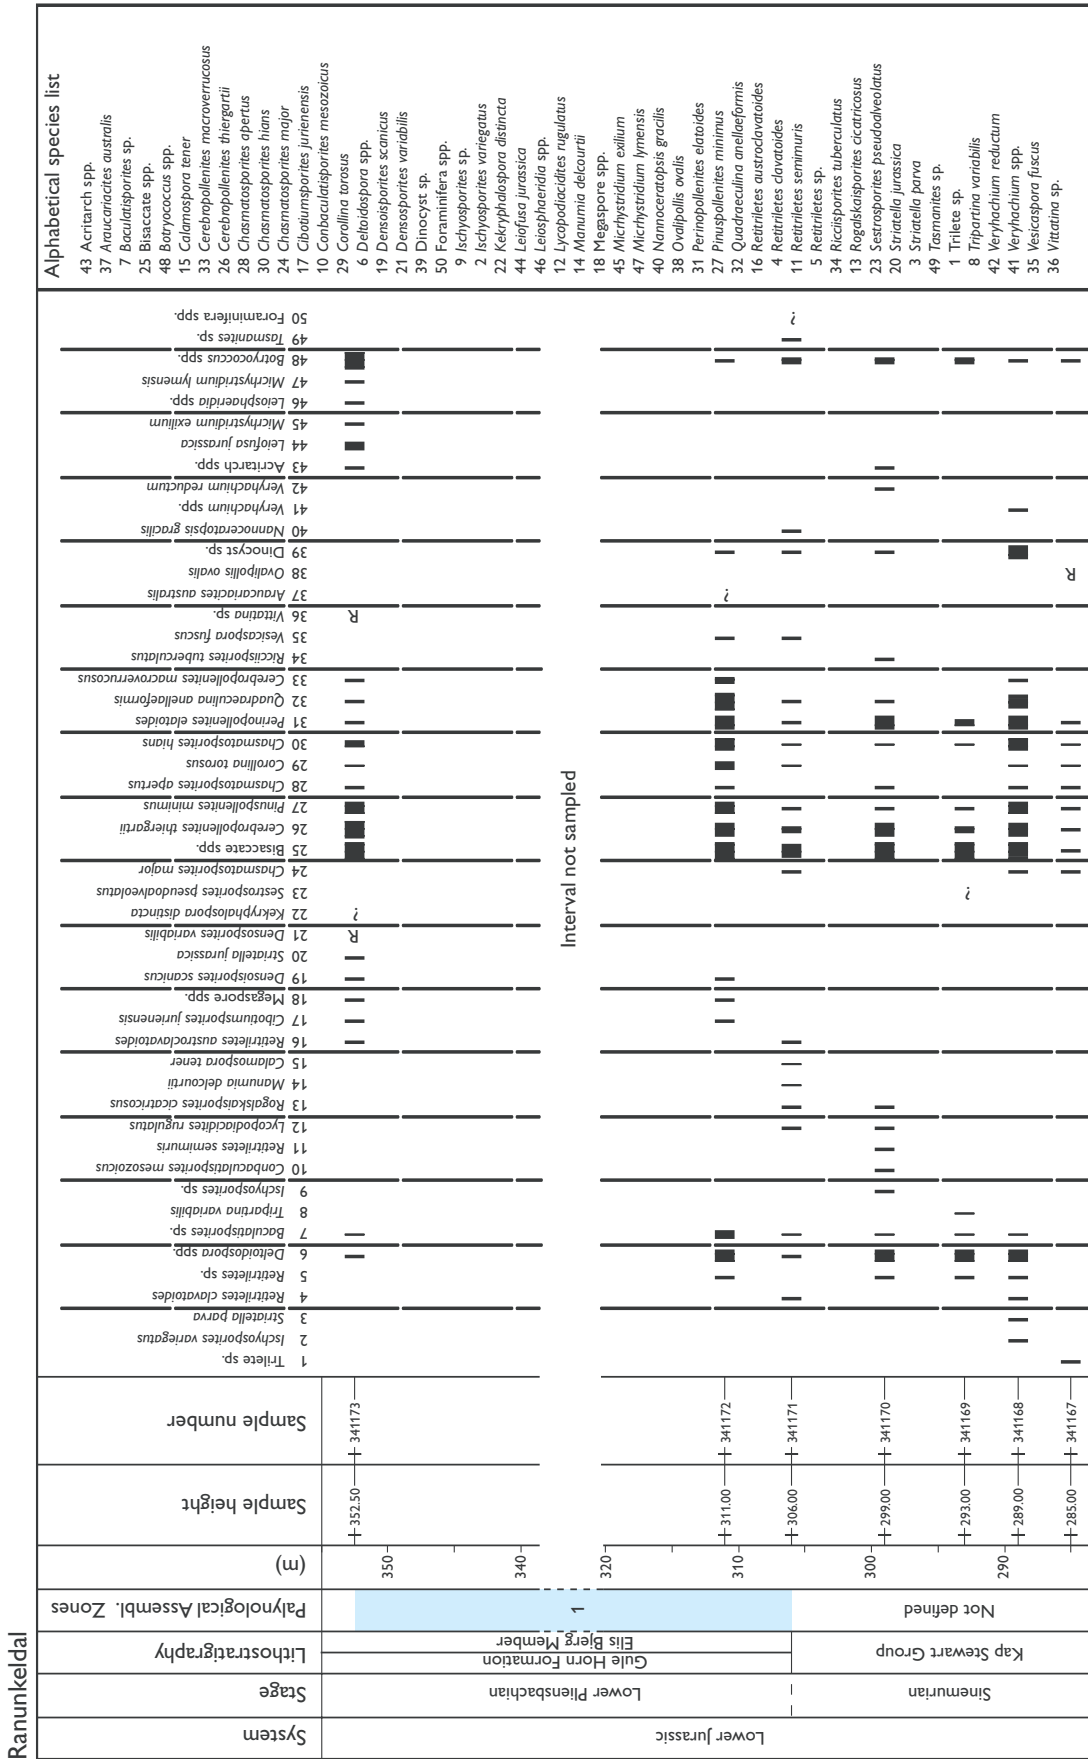 Ranunkeldal
System
Stage
Lithostratigraphy
Palynological Assembl. Zones
(m)
Sample height
Sample number
1 Trilete sp.
2 Ischyosporites variegatus
3 Striatella parva
4 Retitriletes clavatoides
5 Retitriletes sp.
6 Deltoidospora spp.
7 Baculatisporites sp.
8 Tripartina variabilis
9 Ischyosporites sp.
10 Conbaculatisporites mesozoicus
11 Retitriletes semimuris
12 Lycopodiacidites rugulatus
13 Rogalskaisporites cicatricosus
14 Manumia delcourtii
15 Calamospora tener
16 Retitriletes austroclavatoides
17 Cibotiumsporites jurienensis
18 Megaspore spp.
19 Densoisporites scanicus
20 Striatella jurassica
21 Densosporites variabilis
22 Kekryphalospora distincta
23 Sestrosporites pseudoalveolatus
24 Chasmatosporites major
25 Bisaccate spp.
26 Cerebropollenites thiergartii
27 Pinuspollenites minimus
28 Chasmatosporites apertus
29 Corollina torosus
30 Chasmatosporites hians
31 Perinopollenites elatoides
32 Quadraeculina anellaeformis
33 Cerebropollenites macroverrucosus
34 Ricciisporites tuberculatus
35 Vesicaspora fuscus
36 Vittatina sp.
37 Araucariacites australis
38 Ovalipollis ovalis
39 Dinocyst sp.
40 Nannoceratopsis gracilis
41 Veryhachium spp.
42 Veryhachium reductum
43 Acritarch spp.
44 Leiofusa jurassica
45 Micrhystridium exilium
46 Leiosphaeridia spp.
47 Micrhystridium lymensis
48 Botryococcus spp.
49 Tasmanites sp.
50 Foraminifera spp.
Lower Jurassic
Lower Pliensbachian
Sinemurian
Gule Horn Formation
Elis Bjerg Member
Kap Stewart Group
1
Not defined
350
340
320
310
300
290
352.50
341173
R
?
R
Interval not sampled
311.00
341172
?
306.00
341171
?
299.00
341170
293.00
341169
?
289.00
341168
285.00
341167
R
Alphabetical species list
43 Acritarch spp.
37 Araucariacites australis
7 Baculatisporites sp.
25 Bisaccate spp.
48 Botryococcus spp.
15 Calamospora tener
33 Cerebropollenites macroverrucosus
26 Cerebropollenites thiergartii
28 Chasmatosporites apertus
30 Chasmatosporites hians
24 Chasmatosporites major
17 Cibotiumsporites jurienensis
10 Conbaculatisporites mesozoicus
29 Corollina torosus
6 Deltoidospora spp.
19 Densoisporites scanicus
21 Densosporites variabilis
39 Dinocyst sp.
50 Foraminifera spp.
9 Ischyosporites sp.
2 Ischyosporites variegatus
22 Kekryphalospora distincta
44 Leiofusa jurassica
46 Leiosphaeridia spp.
12 Lycopodiacidites rugulatus
14 Manumia delcourtii
18 Megaspore spp.
45 Micrhystridium exilium
47 Micrhystridium lymensis
40 Nannoceratopsis gracilis
38 Ovalipollis ovalis
31 Perinopollenites elatoides
27 Pinuspollenites minimus
32 Quadraeculina anellaeformis
16 Retitriletes austroclavatoides
4 Retitriletes clavatoides
11 Retitriletes semimuris
5 Retitriletes sp.
34 Ricciisporites tuberculatus
13 Rogalskaisporites cicatricosus
23 Sestrosporites pseudoalveolatus
20 Striatella jurassica
3 Striatella parva
49 Tasmanites sp.
1 Trilete sp.
8 Tripartina variabilis
42 Veryhachium reductum
41 Veryhachium spp.
35 Vesicaspora fuscus
36 Vittatina sp.